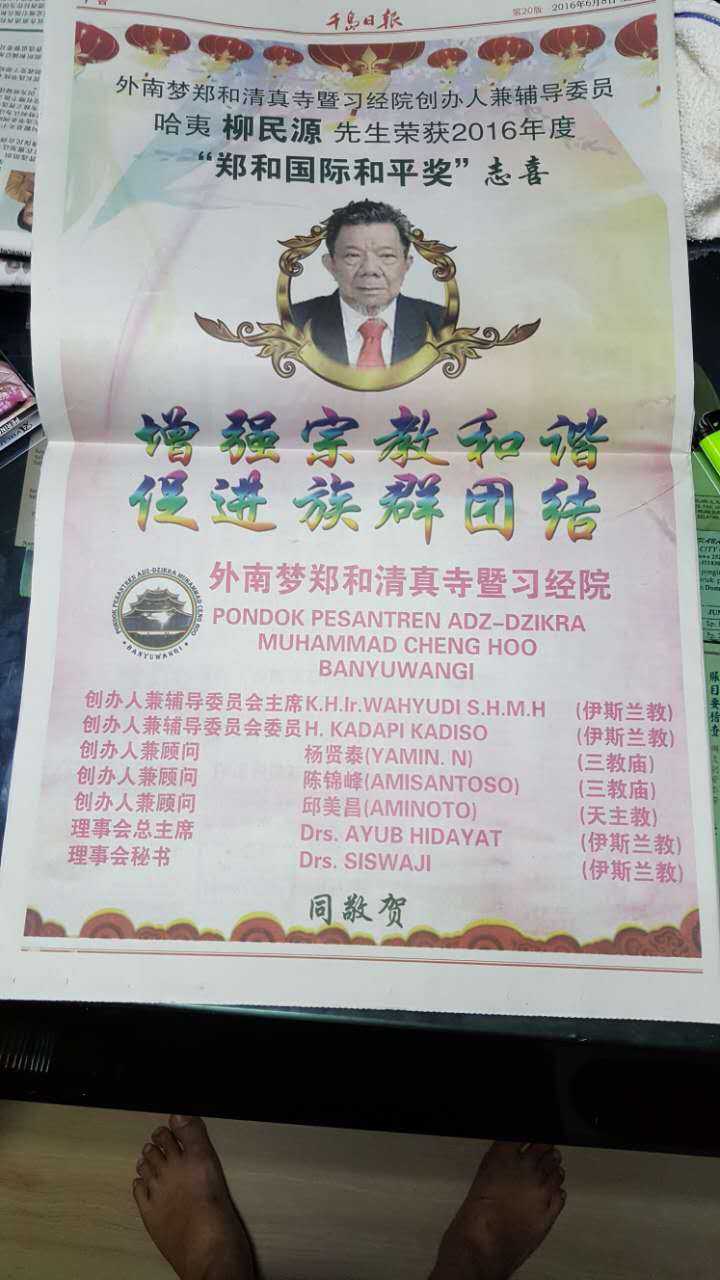 千岛日报
第20版 2016年6月8日
外南梦郑和清真寺暨习经院创办人兼辅导委员
哈夷 柳民源 先生荣获2016年度
“郑和国际和平奖”志喜
增强宗教和谐
促进族群团结
PONDOK PESANTREN ADZ-DZIKRA MUHAMMAD CHENG HOO
BANYUWANGI
外南梦郑和清真寺暨习经院
PONDOK PESANTREN ADZ-DZIKRA
MUHAMMAD CHENG HOO
BANYUWANGI
创办人兼辅导委员会主席K.H.Ir.WAHYUDI S.H.M.H (伊斯兰教)
创办人兼辅导委员会委员H. KADAPI KADISO (伊斯兰教)
创办人兼顾问 杨贤泰(YAMIN. N) (三教庙)
创办人兼顾问 陈锦峰(AMISANTOSO) (三教庙)
创办人兼顾问 邱美昌(AMINOTO) (天主教)
理事会总主席 Drs. AYUB HIDAYAT (伊斯兰教)
理事会秘书 Drs. SISWAJI (伊斯兰教)
同敬贺